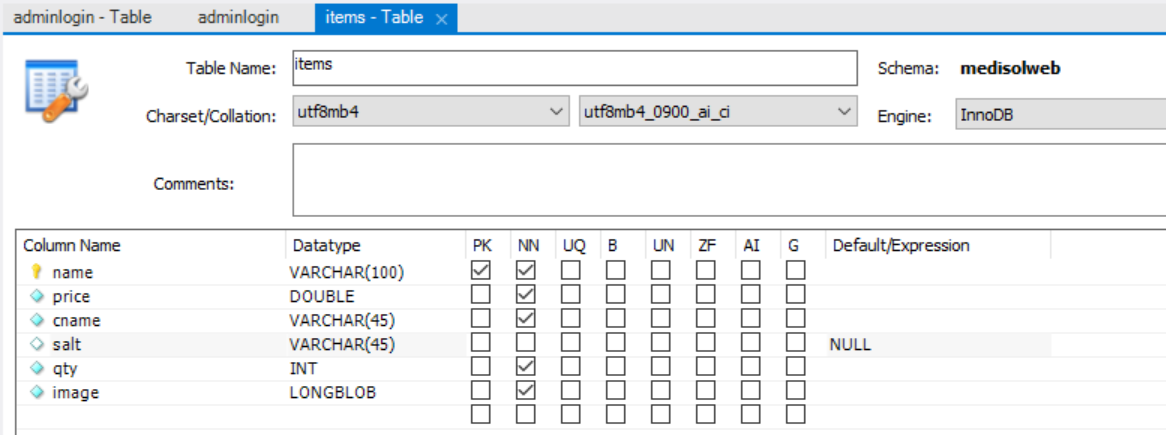 adminlogin - Table adminlogin items - Table ×
Table Name: items Schema: medisolweb
Charset/Collation: utf8mb4 utf8mb4_0900_ai_ci Engine: InnoDB
Comments:
Column Name Datatype PK NN UQ B UN ZF AI G Default/Expression
name VARCHAR(100)
price DOUBLE
cname VARCHAR(45)
salt VARCHAR(45) NULL
qty INT
image LONGBLOB